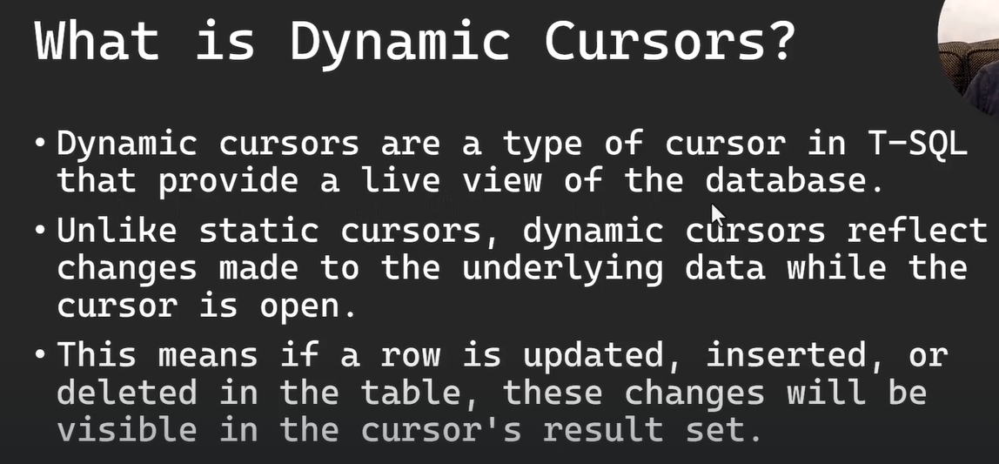 What is Dynamic Cursors?
• Dynamic cursors are a type of cursor in T-SQL
that provide a live view of the database.
• Unlike static cursors, dynamic cursors reflect
changes made to the underlying data while the
cursor is open.
• This means if a row is updated, inserted, or
deleted in the table, these changes will be
visible in the cursor's result set.